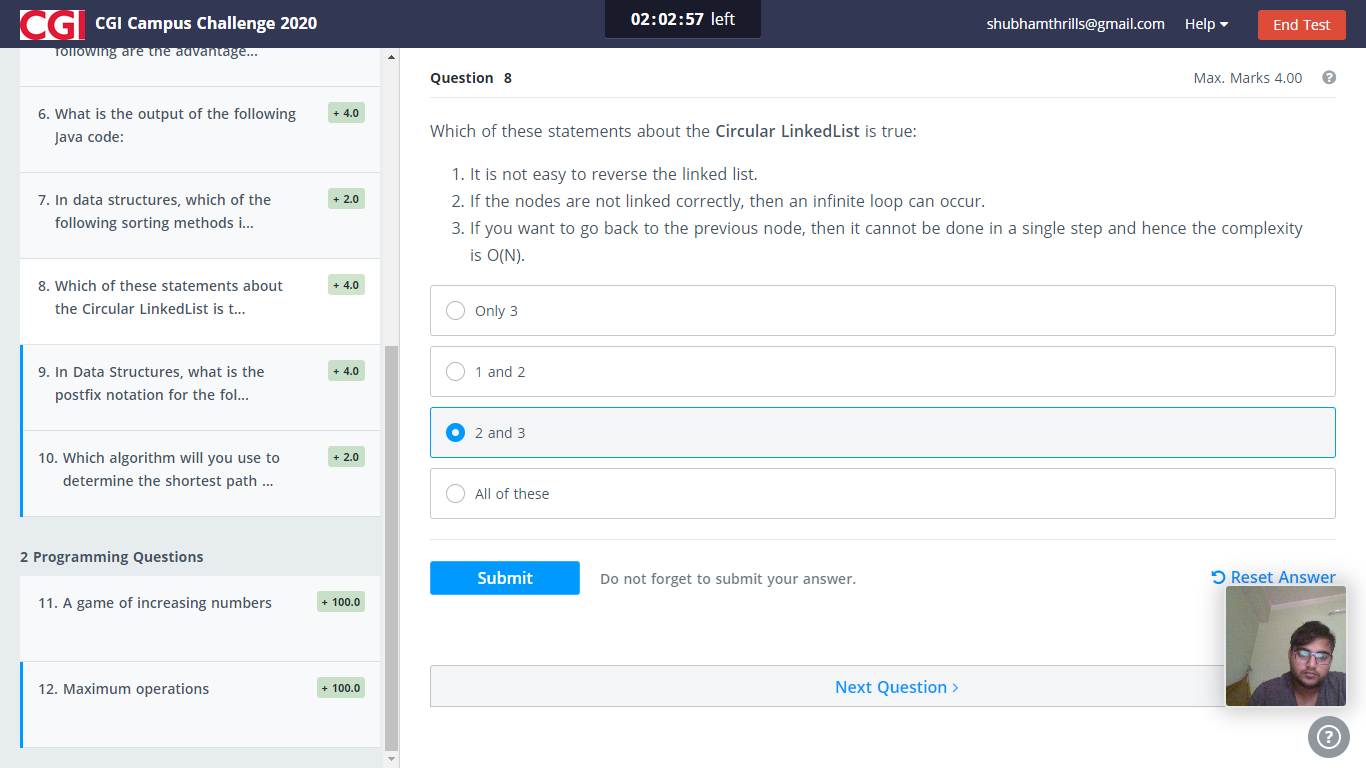 CGI CGI Campus Challenge 2020
02:02:57 left
shubhamthrills@gmail.com Help End Test
following are the advantage...
6. What is the output of the following + 4.0
Java code:
7. In data structures, which of the + 2.0
following sorting methods i...
8. Which of these statements about + 4.0
the Circular LinkedList is t...
9. In Data Structures, what is the + 4.0
postfix notation for the fol...
10. Which algorithm will you use to + 2.0
determine the shortest path ...
2 Programming Questions
11. A game of increasing numbers + 100.0
12. Maximum operations + 100.0
Question 8 Max. Marks 4.00 ?
Which of these statements about the Circular LinkedList is true:
1. It is not easy to reverse the linked list.
2. If the nodes are not linked correctly, then an infinite loop can occur.
3. If you want to go back to the previous node, then it cannot be done in a single step and hence the complexity
is O(N).
Only 3
1 and 2
2 and 3
All of these
Submit Do not forget to submit your answer. Reset Answer
Next Question >
?